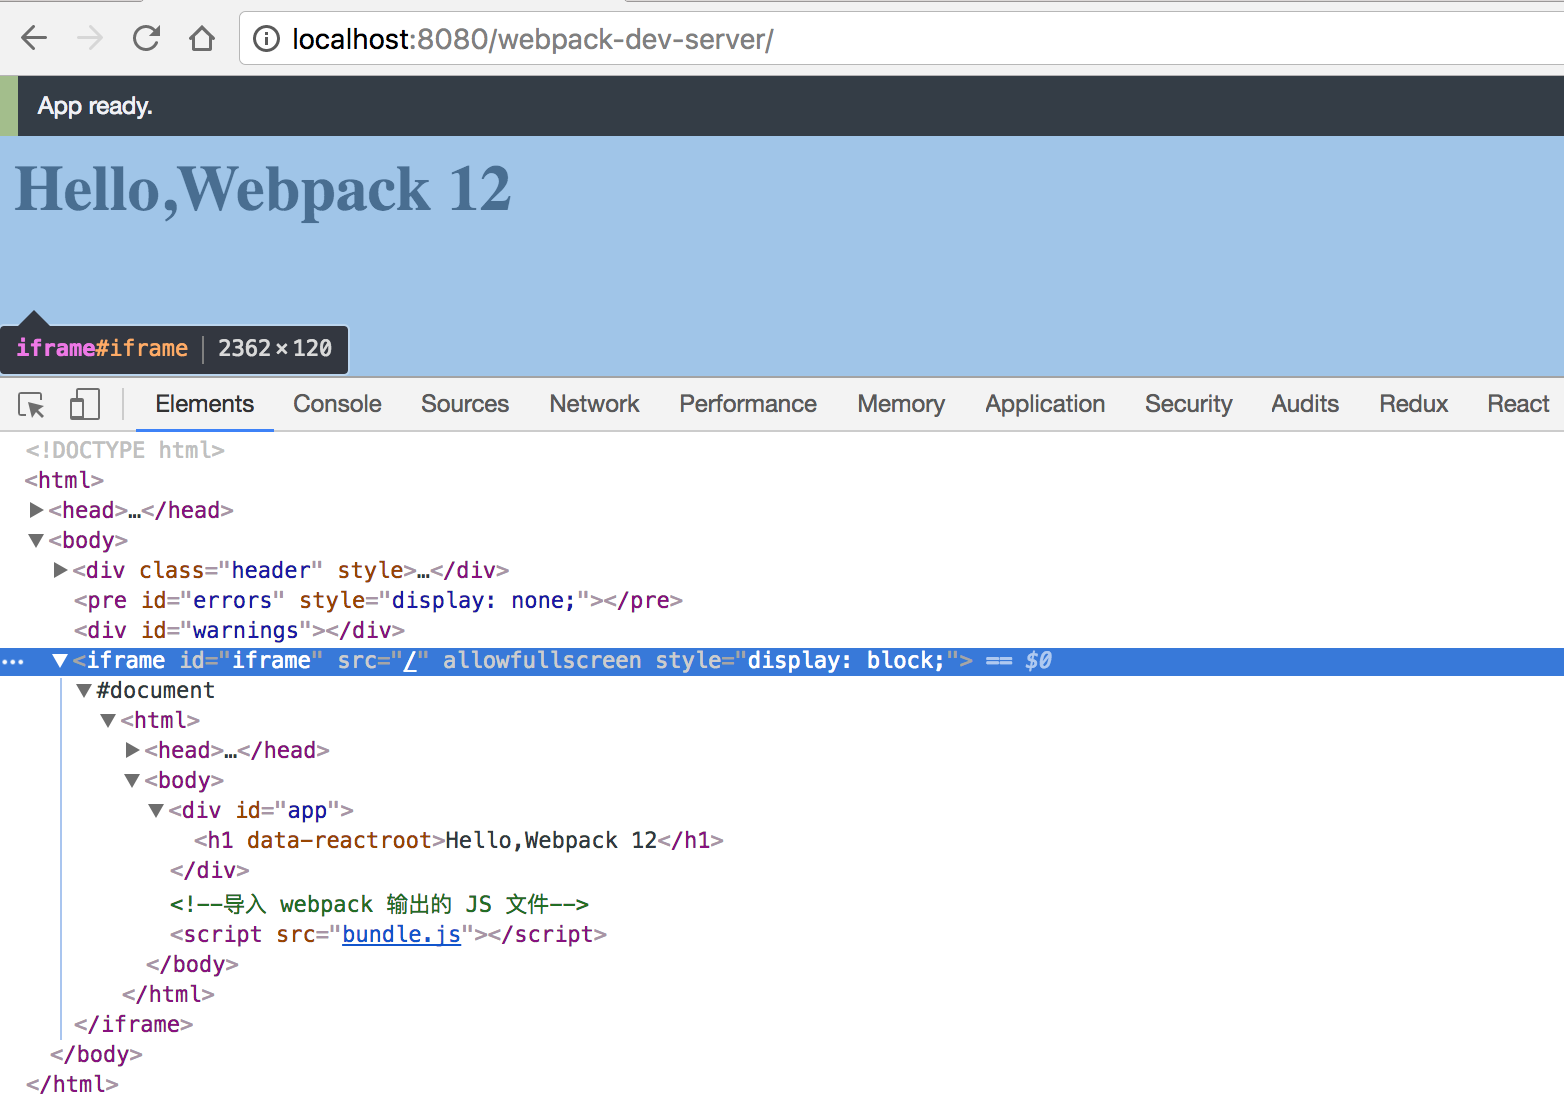 localhost:8080/webpack-dev-server/
App ready.
Hello,Webpack 12
iframe#iframe 2362 × 120
Elements Console Sources Network Performance Memory Application Security Audits Redux React
<!DOCTYPE html>
<html>
<head>…</head>
<body>
<div class="header" style>…</div>
<pre id="errors" style="display: none;"></pre>
<div id="warnings"></div>
<iframe id="iframe" src="/" allowfullscreen style="display: block;"> == $0
#document
<html>
<head>…</head>
<body>
<div id="app">
<h1 data-reactroot>Hello,Webpack 12</h1>
</div>
<!--导入 webpack 输出的 JS 文件-->
<script src="bundle.js"></script>
</body>
</html>
</iframe>
</body>
</html>